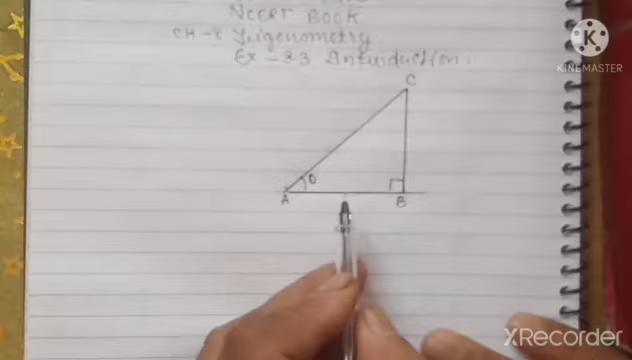 NCERT BOOK
CH-8 Trigonometry
Ex-8.3 Introduction.
C
θ
A
B
KINEMASTER
XRecorder